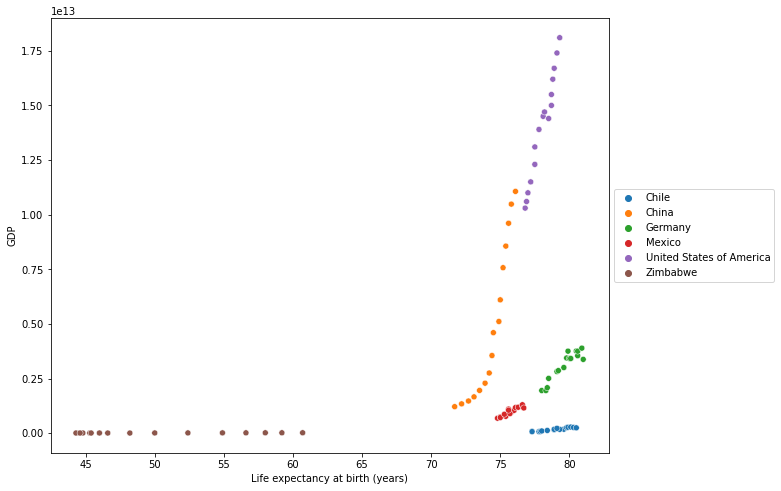 1e13
1.75
1.50
1.25
1.00
0.75
0.50
0.25
0.00
GDP
45 50 55 60 65 70 75 80
Life expectancy at birth (years)
Chile
China
Germany
Mexico
United States of America
Zimbabwe